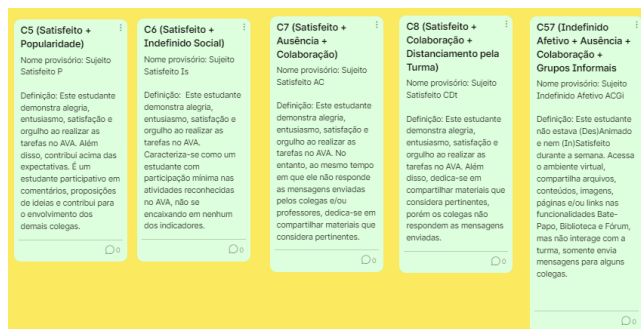 C5 (Satisfeito +
Popularidade)
Nome provisório: Sujeito
Satisfeito P
Definição: Este estudante
demonstra alegria,
entusiasmo, satisfação e
orgulho ao realizar as
tarefas no AVA. Além
disso, contribui acima das
expectativas. É um
estudante participativo em
comentários, proposições
de ideias e contribui para
o envolvimento dos
demais colegas.
0
C6 (Satisfeito +
Indefinido Social)
Nome provisório: Sujeito
Satisfeito Is
Definição: Este estudante
demonstra alegria,
entusiasmo, satisfação e
orgulho ao realizar as
tarefas no AVA.
Caracteriza-se como um
estudante com
participação mínima nas
atividades reconhecidas
no AVA, não se
encaixando em nenhum
dos indicadores.
0
C7 (Satisfeito +
Ausência +
Colaboração)
Nome provisório: Sujeito
Satisfeito AC
Definição: Este estudante
demonstra alegria,
entusiasmo, satisfação e
orgulho ao realizar as
tarefas no AVA. No
entanto, ao mesmo tempo
em que ele não responde
as mensagens enviadas
pelos colegas e/ou
professores, dedica-se em
compartilhar materiais que
considera pertinentes.
0
C8 (Satisfeito +
Colaboração +
Distanciamento pela
Turma)
Nome provisório: Sujeito
Satisfeito CDt
Definição: Este estudante
demonstra alegria,
entusiasmo, satisfação e
orgulho ao realizar as
tarefas no AVA. Além
disso, dedica-se em
compartilhar materiais que
considera pertinentes,
porém os colegas não
respondem as mensagens
enviadas.
0
C57 (Indefinido
Afetivo + Ausência +
Colaboração +
Grupos Informais
Nome provisório: Sujeito
Indefinido Afetivo ACGi
Definição: Este estudante
não estava (Des)Animado
e nem (In)Satisfeito
durante a semana. Acessa
o ambiente virtual,
compartilha arquivos,
conteúdos, imagens,
páginas e/ou links nas
funcionalidades Bate-
Papo, Biblioteca e Fórum,
mas não interage com a
turma, somente envia
mensagens para alguns
colegas.
0